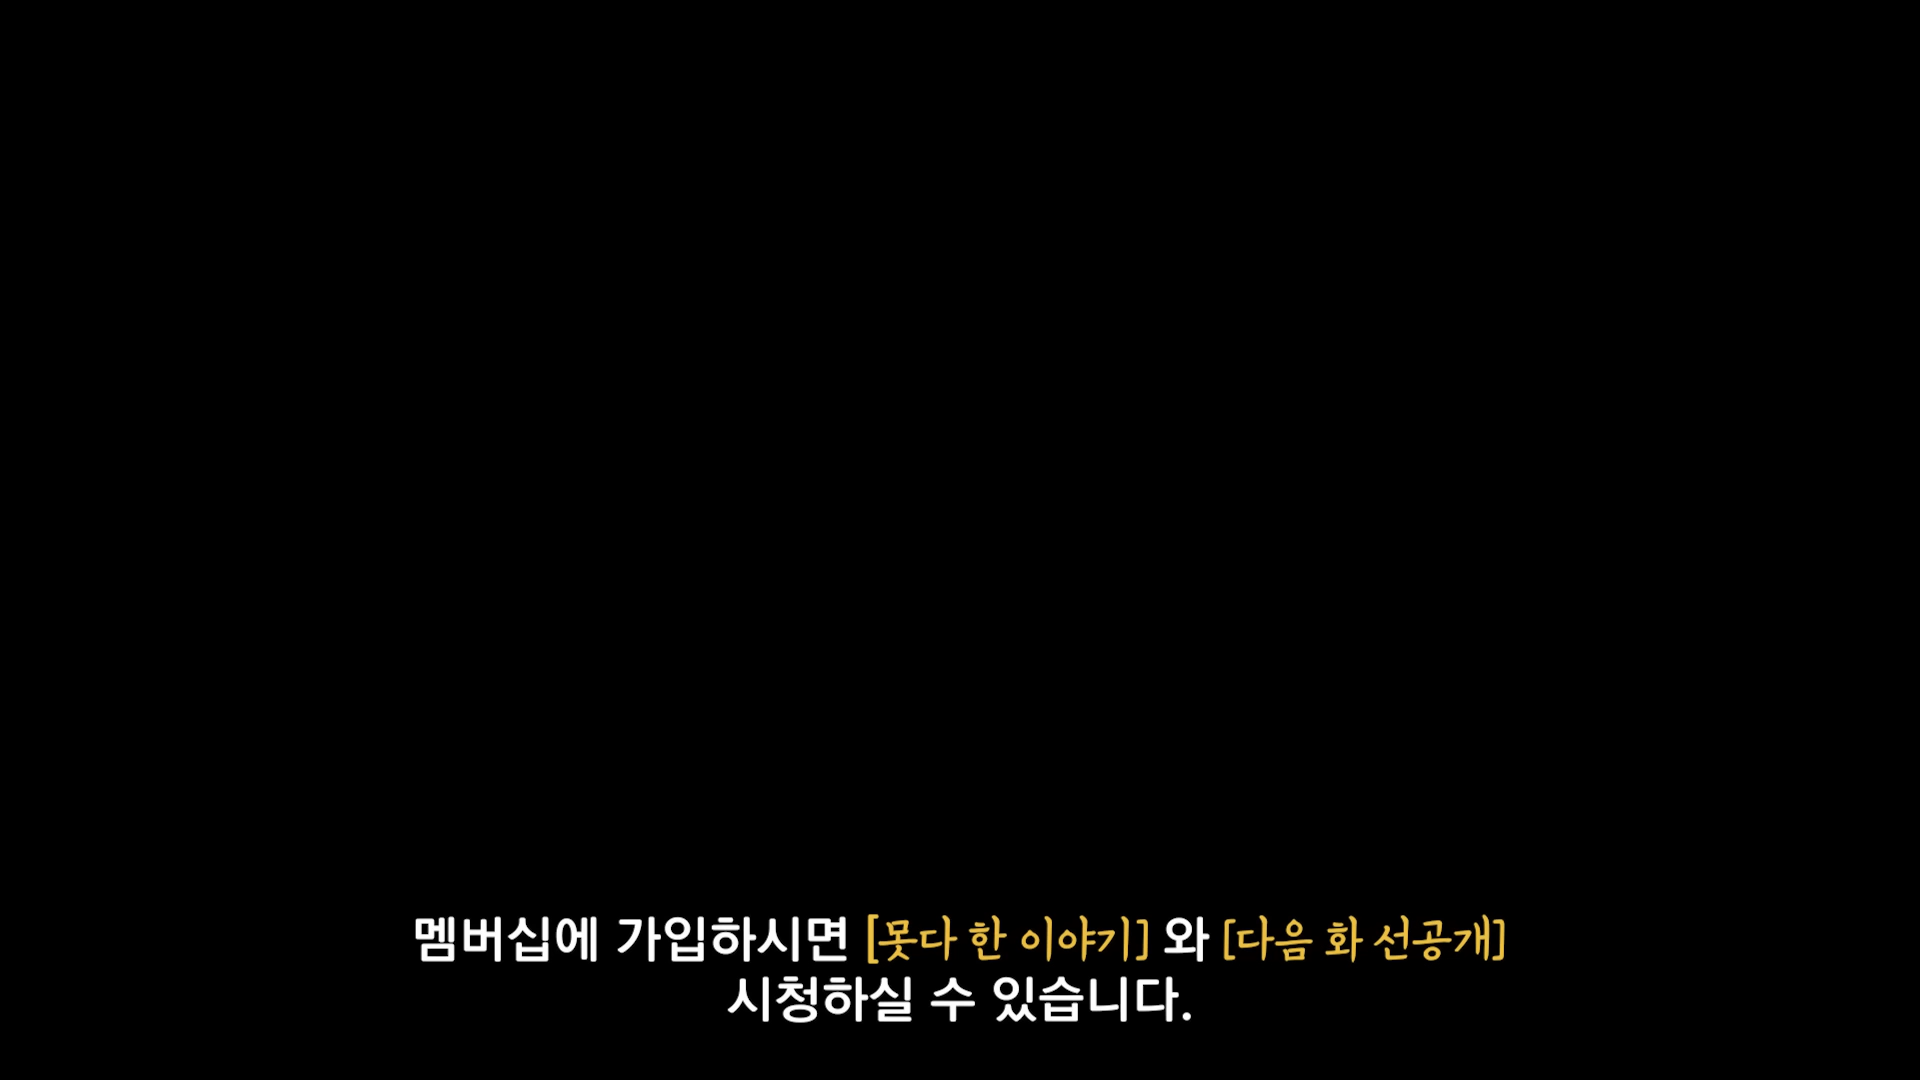 멤버십에 가입하시면 [못다 한 이야기] 와 [다음 화 선공개]
시청하실 수 있습니다.